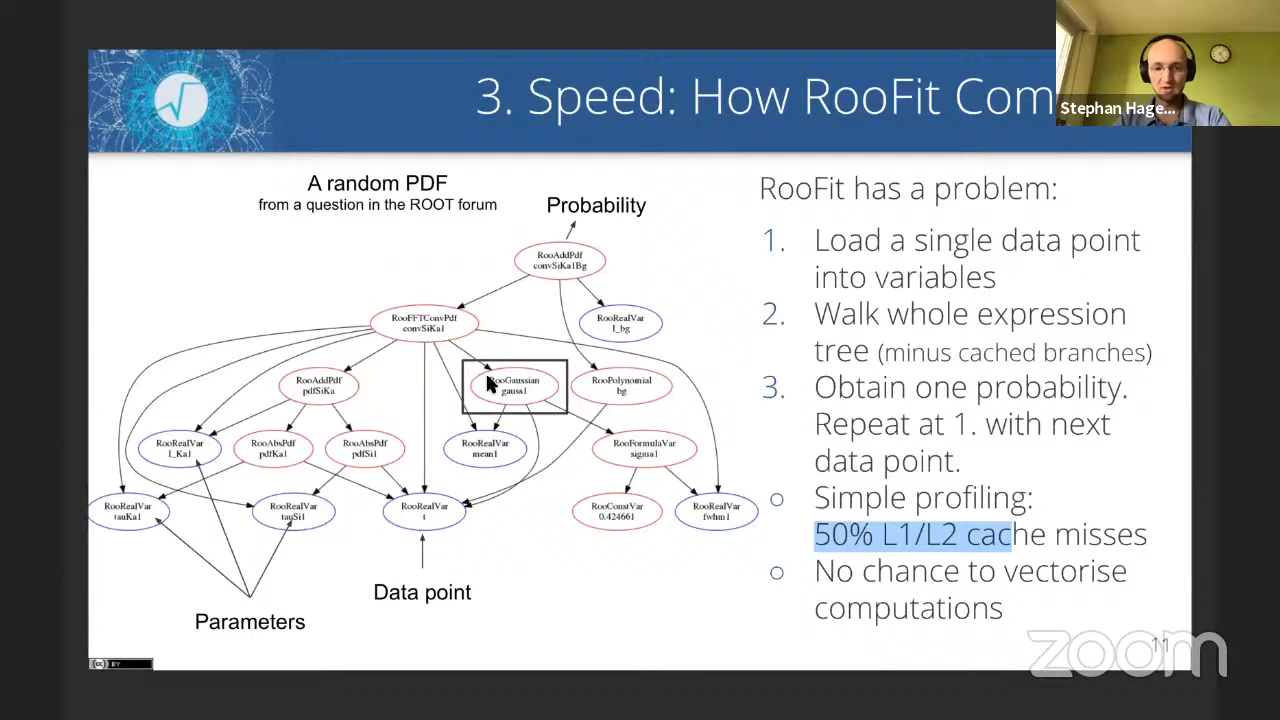 3. Speed: How RooFit Com
Stephan Hage...
A random PDF
from a question in the ROOT forum
Probability
RooAddPdf
convSiKa1Bg
RooFFTConvPdf
convSiKa1
RooRealVar
f_bg
RooAddPdf
pdfSiKa
RooGaussian
gauss1
RooPolynomial
bg
RooRealVar
f_Ka1
RooAbsPdf
pdfKa1
RooAbsPdf
pdfSi1
RooRealVar
mean1
RooFormulaVar
sigma1
RooRealVar
tauKa1
RooRealVar
tauSi1
RooRealVar
t
RooConstVar
0.424661
RooRealVar
fwhm1
Data point
Parameters
RooFit has a problem:
1. Load a single data point
into variables
2. Walk whole expression
tree (minus cached branches)
3. Obtain one probability.
Repeat at 1. with next
data point.
○ Simple profiling:
50% L1/L2 cache misses
○ No chance to vectorise
computations
11
zoom
cc BY